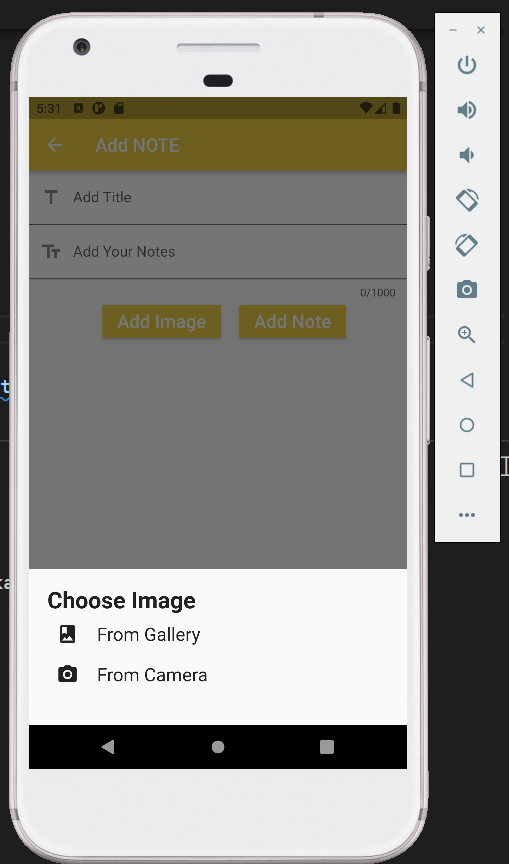 5:31
Add NOTE
Add Title
Add Your Notes
0/1000
Add Image
Add Note
Choose Image
From Gallery
From Camera